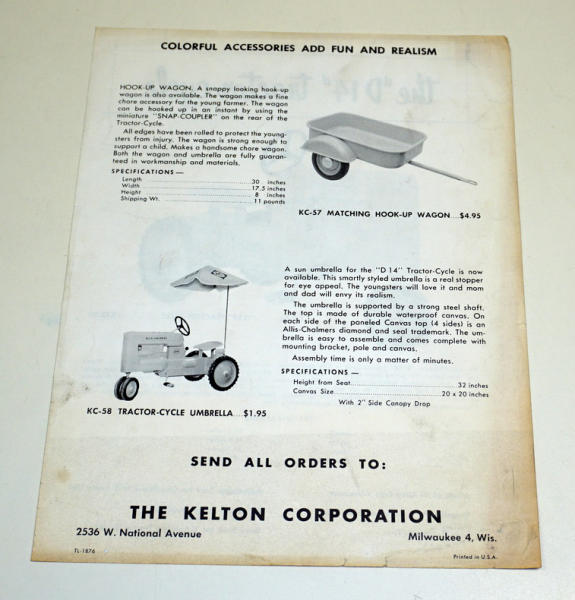 COLORFUL ACCESSORIES ADD FUN AND REALISM
HOOK-UP WAGON. A snappy looking hook-up
wagon is also available. The wagon makes a fine
chore accessory for the young farmer. The wagon
can be hooked up in an instant by using the
miniature "SNAP-COUPLER" on the rear of the
Tractor-Cycle.
All edges have been rolled to protect the young-
sters from injury. The wagon is strong enough to
support a child. Makes a handsome chore wagon.
Both the wagon and umbrella are fully guaran-
teed in workmanship and materials.
SPECIFICATIONS —
Length 30 inches
Width 17.5 inches
Height 8 inches
Shipping Wt. 11 pounds
KC-57 MATCHING HOOK-UP WAGON....$4.95
A sun umbrella for the "D 14" Tractor-Cycle is now
available. This smartly styled umbrella is a real stopper
for eye appeal. The youngsters will love it and mom
and dad will envy its realism.
The umbrella is supported by a strong steel shaft.
The top is made of durable waterproof canvas. On
each side of the paneled Canvas top (4 sides) is an
Allis-Chalmers diamond and seal trademark. The um-
brella is easy to assemble and comes complete with
mounting bracket, pole and canvas.
Assembly time is only a matter of minutes.
SPECIFICATIONS —
Height from Seat 32 inches
Canvas Size 20 x 20 inches
With 2" Side Canopy Drop
KC-58 TRACTOR-CYCLE UMBRELLA....$1.95
SEND ALL ORDERS TO:
THE KELTON CORPORATION
2536 W. National Avenue Milwaukee 4, Wis.
TL-1876 Printed in U.S.A.